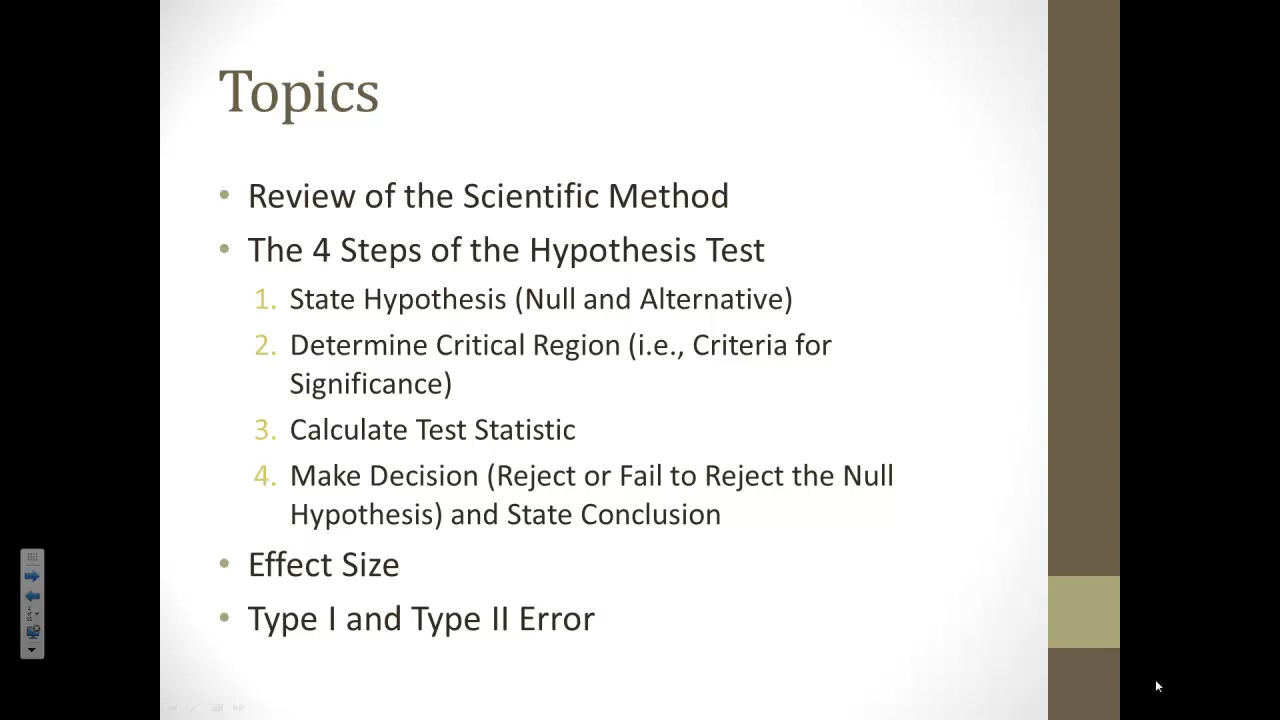 Topics
• Review of the Scientific Method
• The 4 Steps of the Hypothesis Test
1. State Hypothesis (Null and Alternative)
2. Determine Critical Region (i.e., Criteria for
Significance)
3. Calculate Test Statistic
4. Make Decision (Reject or Fail to Reject the Null
Hypothesis) and State Conclusion
• Effect Size
• Type I and Type II Error